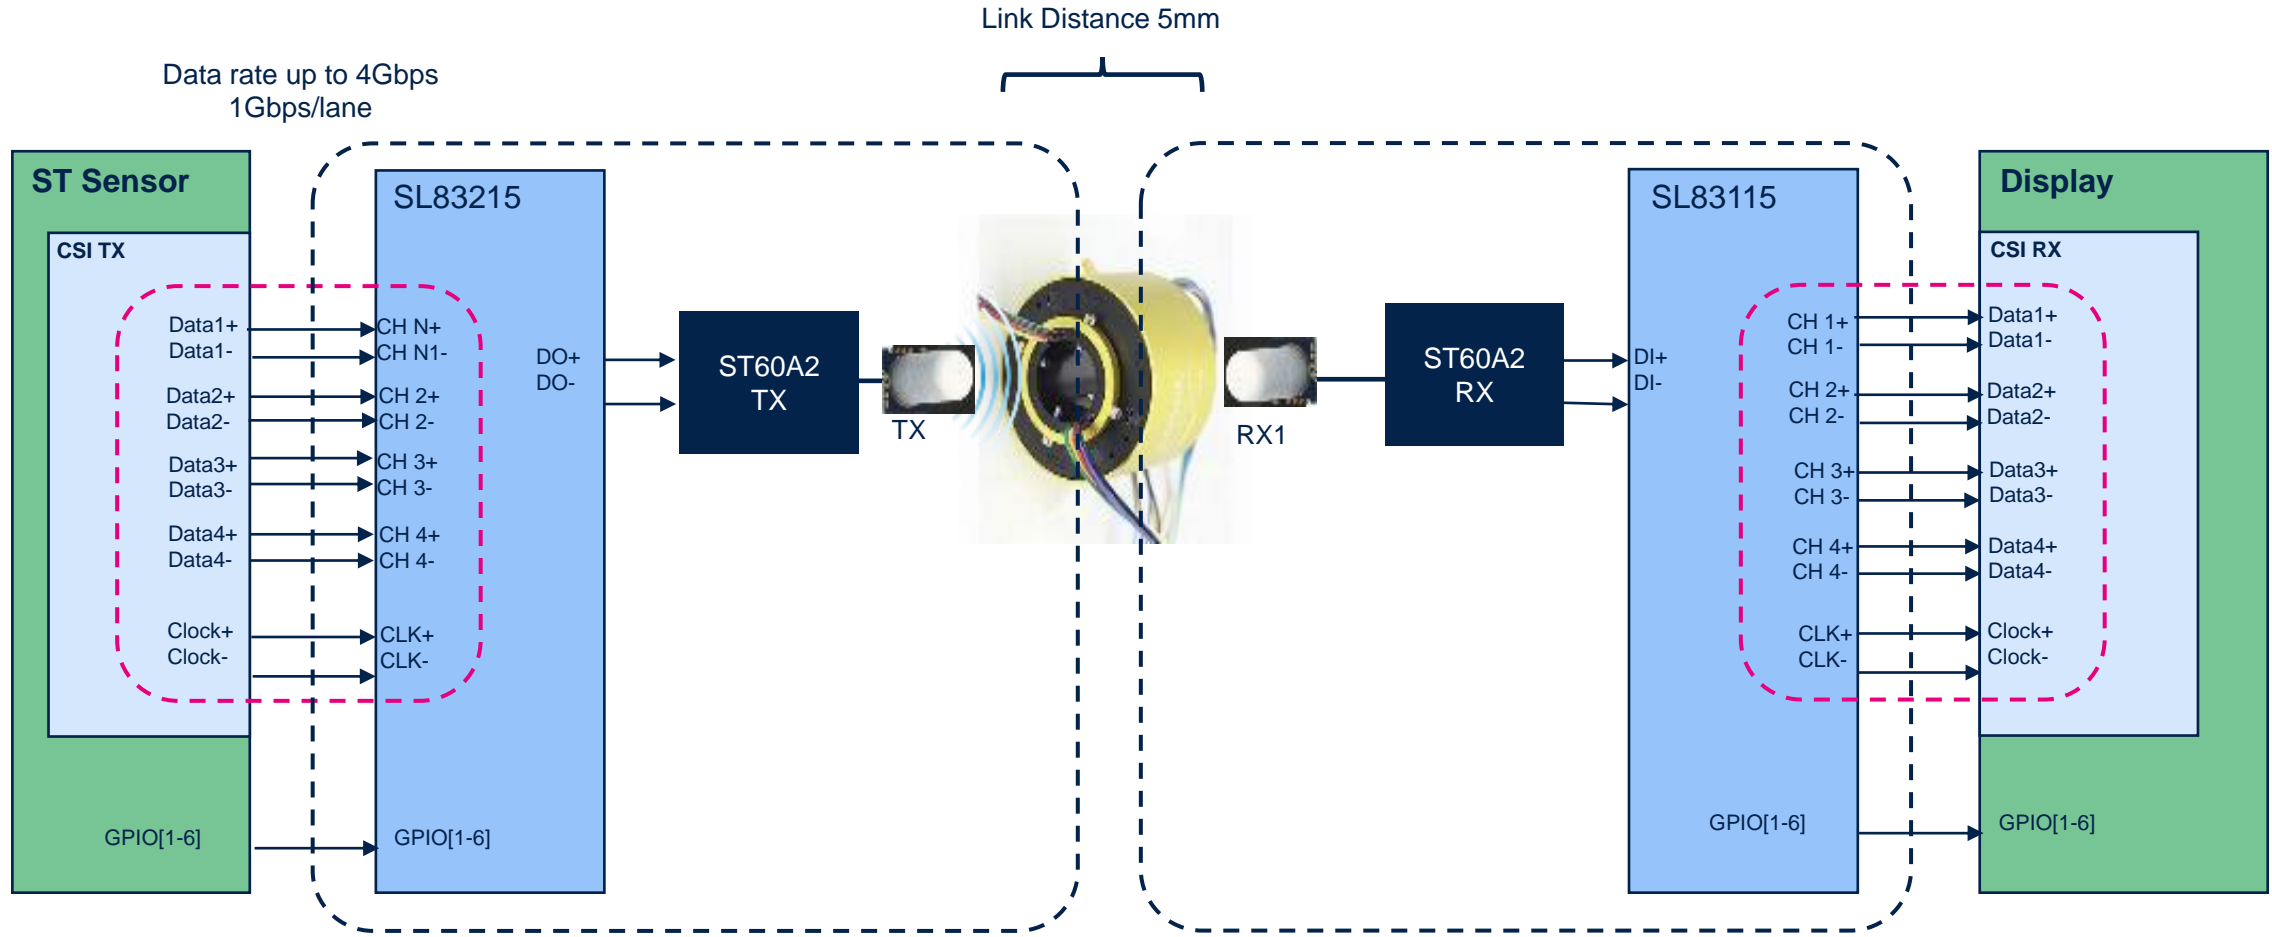 Link Distance 5mm
Data rate up to 4Gbps
1Gbps/lane
ST Sensor
CSI TX
Data1+
Data1-
Data2+
Data2-
Data3+
Data3-
Data4+
Data4-
Clock+
Clock-
GPIO[1-6]
SL83215
CH N+
CH N1-
CH 2+
CH 2-
CH 3+
CH 3-
CH 4+
CH 4-
CLK+
CLK-
GPIO[1-6]
DO+
DO-
ST60A2
TX
TX
RX1
ST60A2
RX
SL83115
DI+
DI-
CH 1+
CH 1-
CH 2+
CH 2-
CH 3+
CH 3-
CH 4+
CH 4-
CLK+
CLK-
GPIO[1-6]
Display
CSI RX
Data1+
Data1-
Data2+
Data2-
Data3+
Data3-
Data4+
Data4-
Clock+
Clock-
GPIO[1-6]